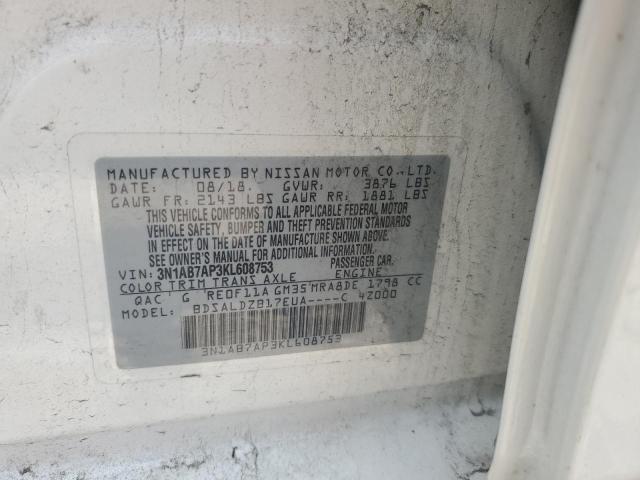 MANUFACTURED BY NISSAN MOTOR CO.,LTD.
DATE: 08/18. GVWR: 3876 LBS
GAWR FR: 2143 LBS GAWR RR: 1881 LBS
THIS VEHICLE CONFORMS TO ALL APPLICABLE FEDERAL MOTOR
VEHICLE SAFETY, BUMPER AND THEFT PREVENTION STANDARDS
IN EFFECT ON THE DATE OF MANUFACTURE SHOWN ABOVE.
SEE OWNER'S MANUAL FOR MORE INFORMATION
VIN: 3N1AB7AP3KL608753 PASSENGER CAR.
COLOR TRIM TRANS AXLE ENGINE
QAC G RE0F11A GM35 MRA8DE 1798 CC
BDSALDZB17EUA----C 4Z000
3N1AB7AP3KL608753